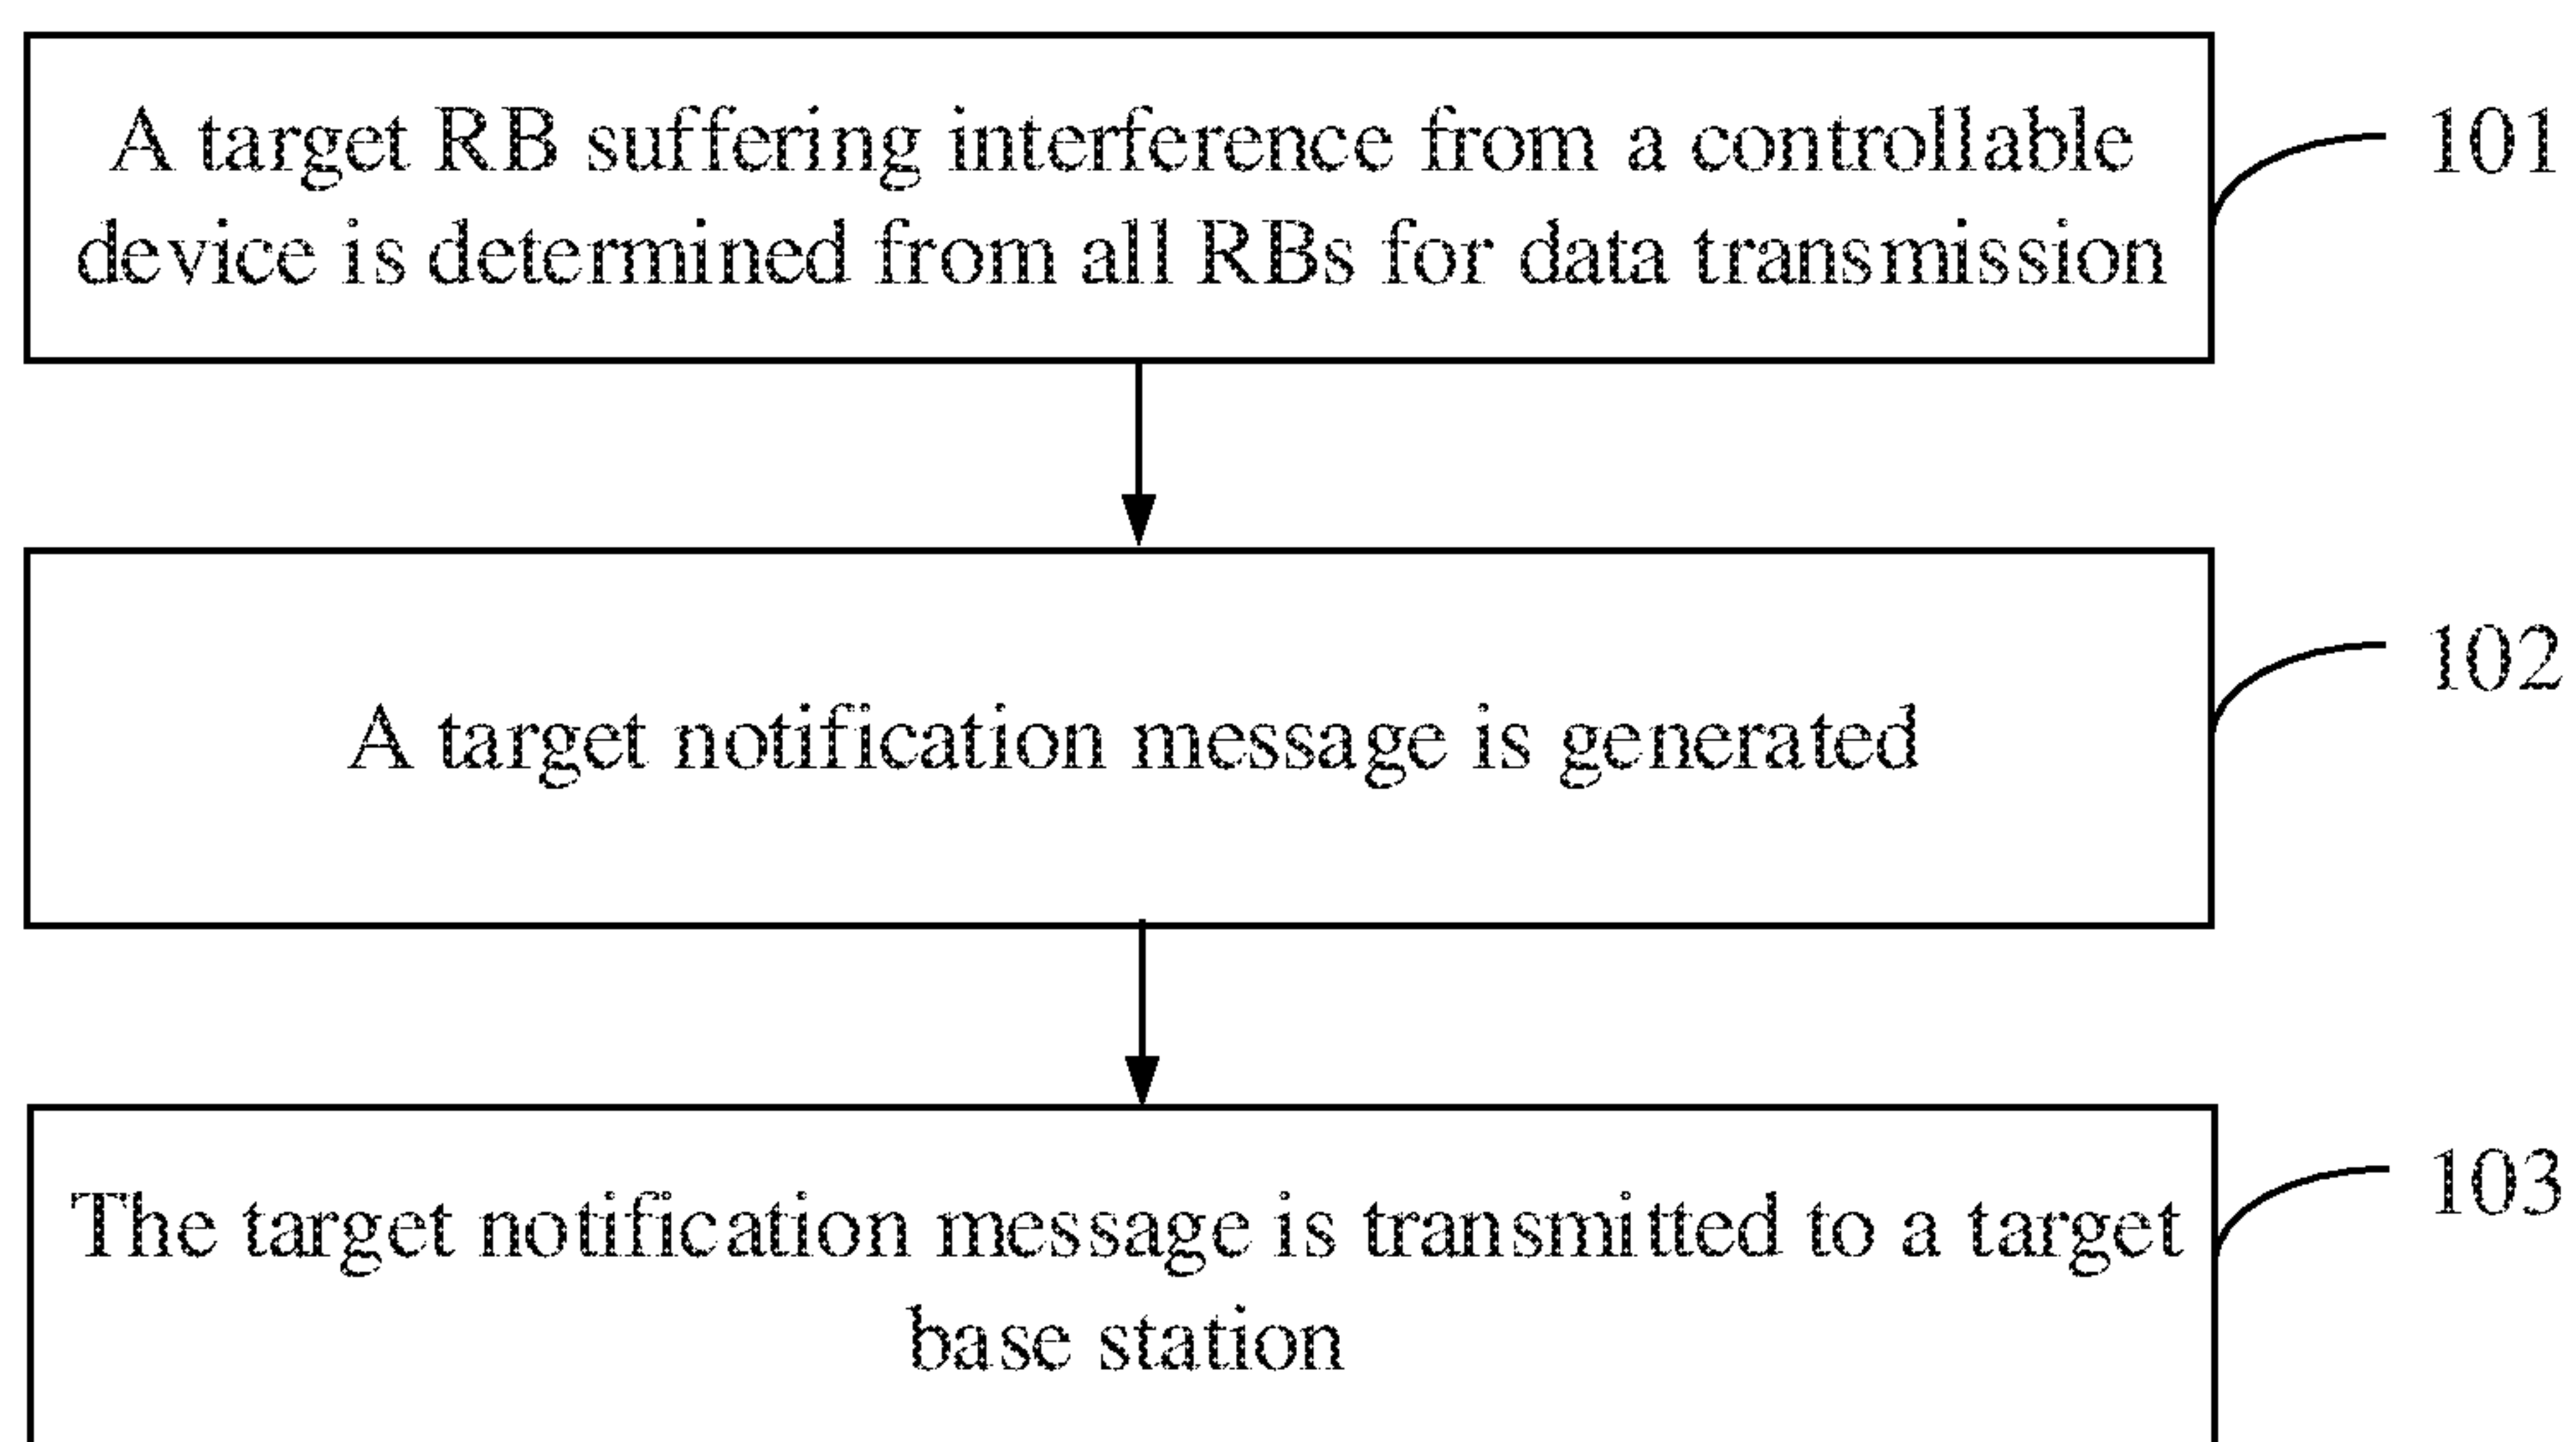 A target RB suffering interference from a controllable
101
device is determined from all RBs for data transmission
102
A target notification message is generated
103
The target notification message is transmitted to a target
base station